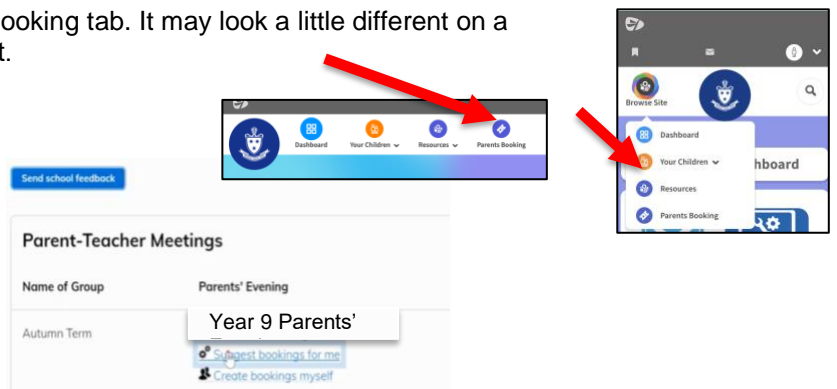 ooking tab. It may look a little different on a
t.
Dashboard
Your Children
Resources
Parents Booking
Browse Site
Dashboard
Your Children
hboard
Resources
Parents Booking
Send school feedback
Parent-Teacher Meetings
Name of Group
Parents' Evening
Autumn Term
Year 9 Parents’
Suggest bookings for me
Create bookings myself